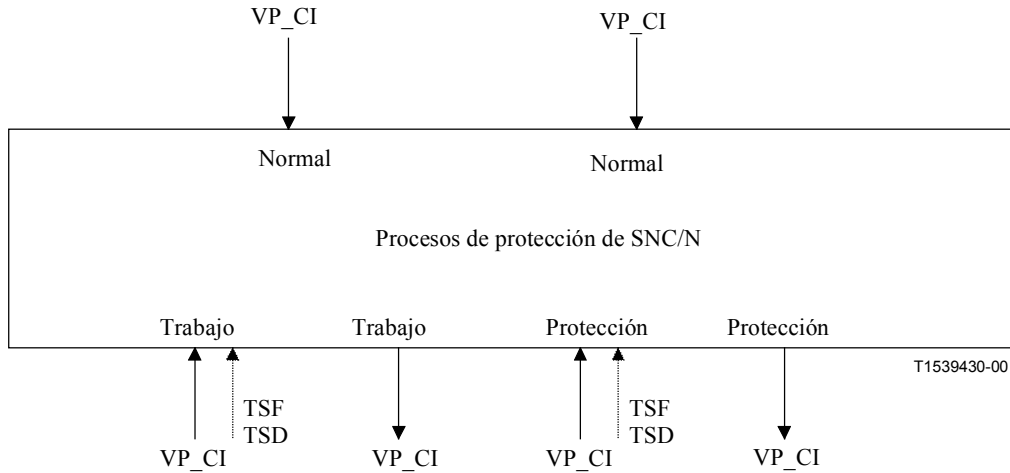 VP_CI VP_CI
Normal Normal
Procesos de protección de SNC/N
Trabajo Trabajo Protección Protección
T1539430-00
TSF TSF
TSD TSD
VP_CI VP_CI VP_CI VP_CI